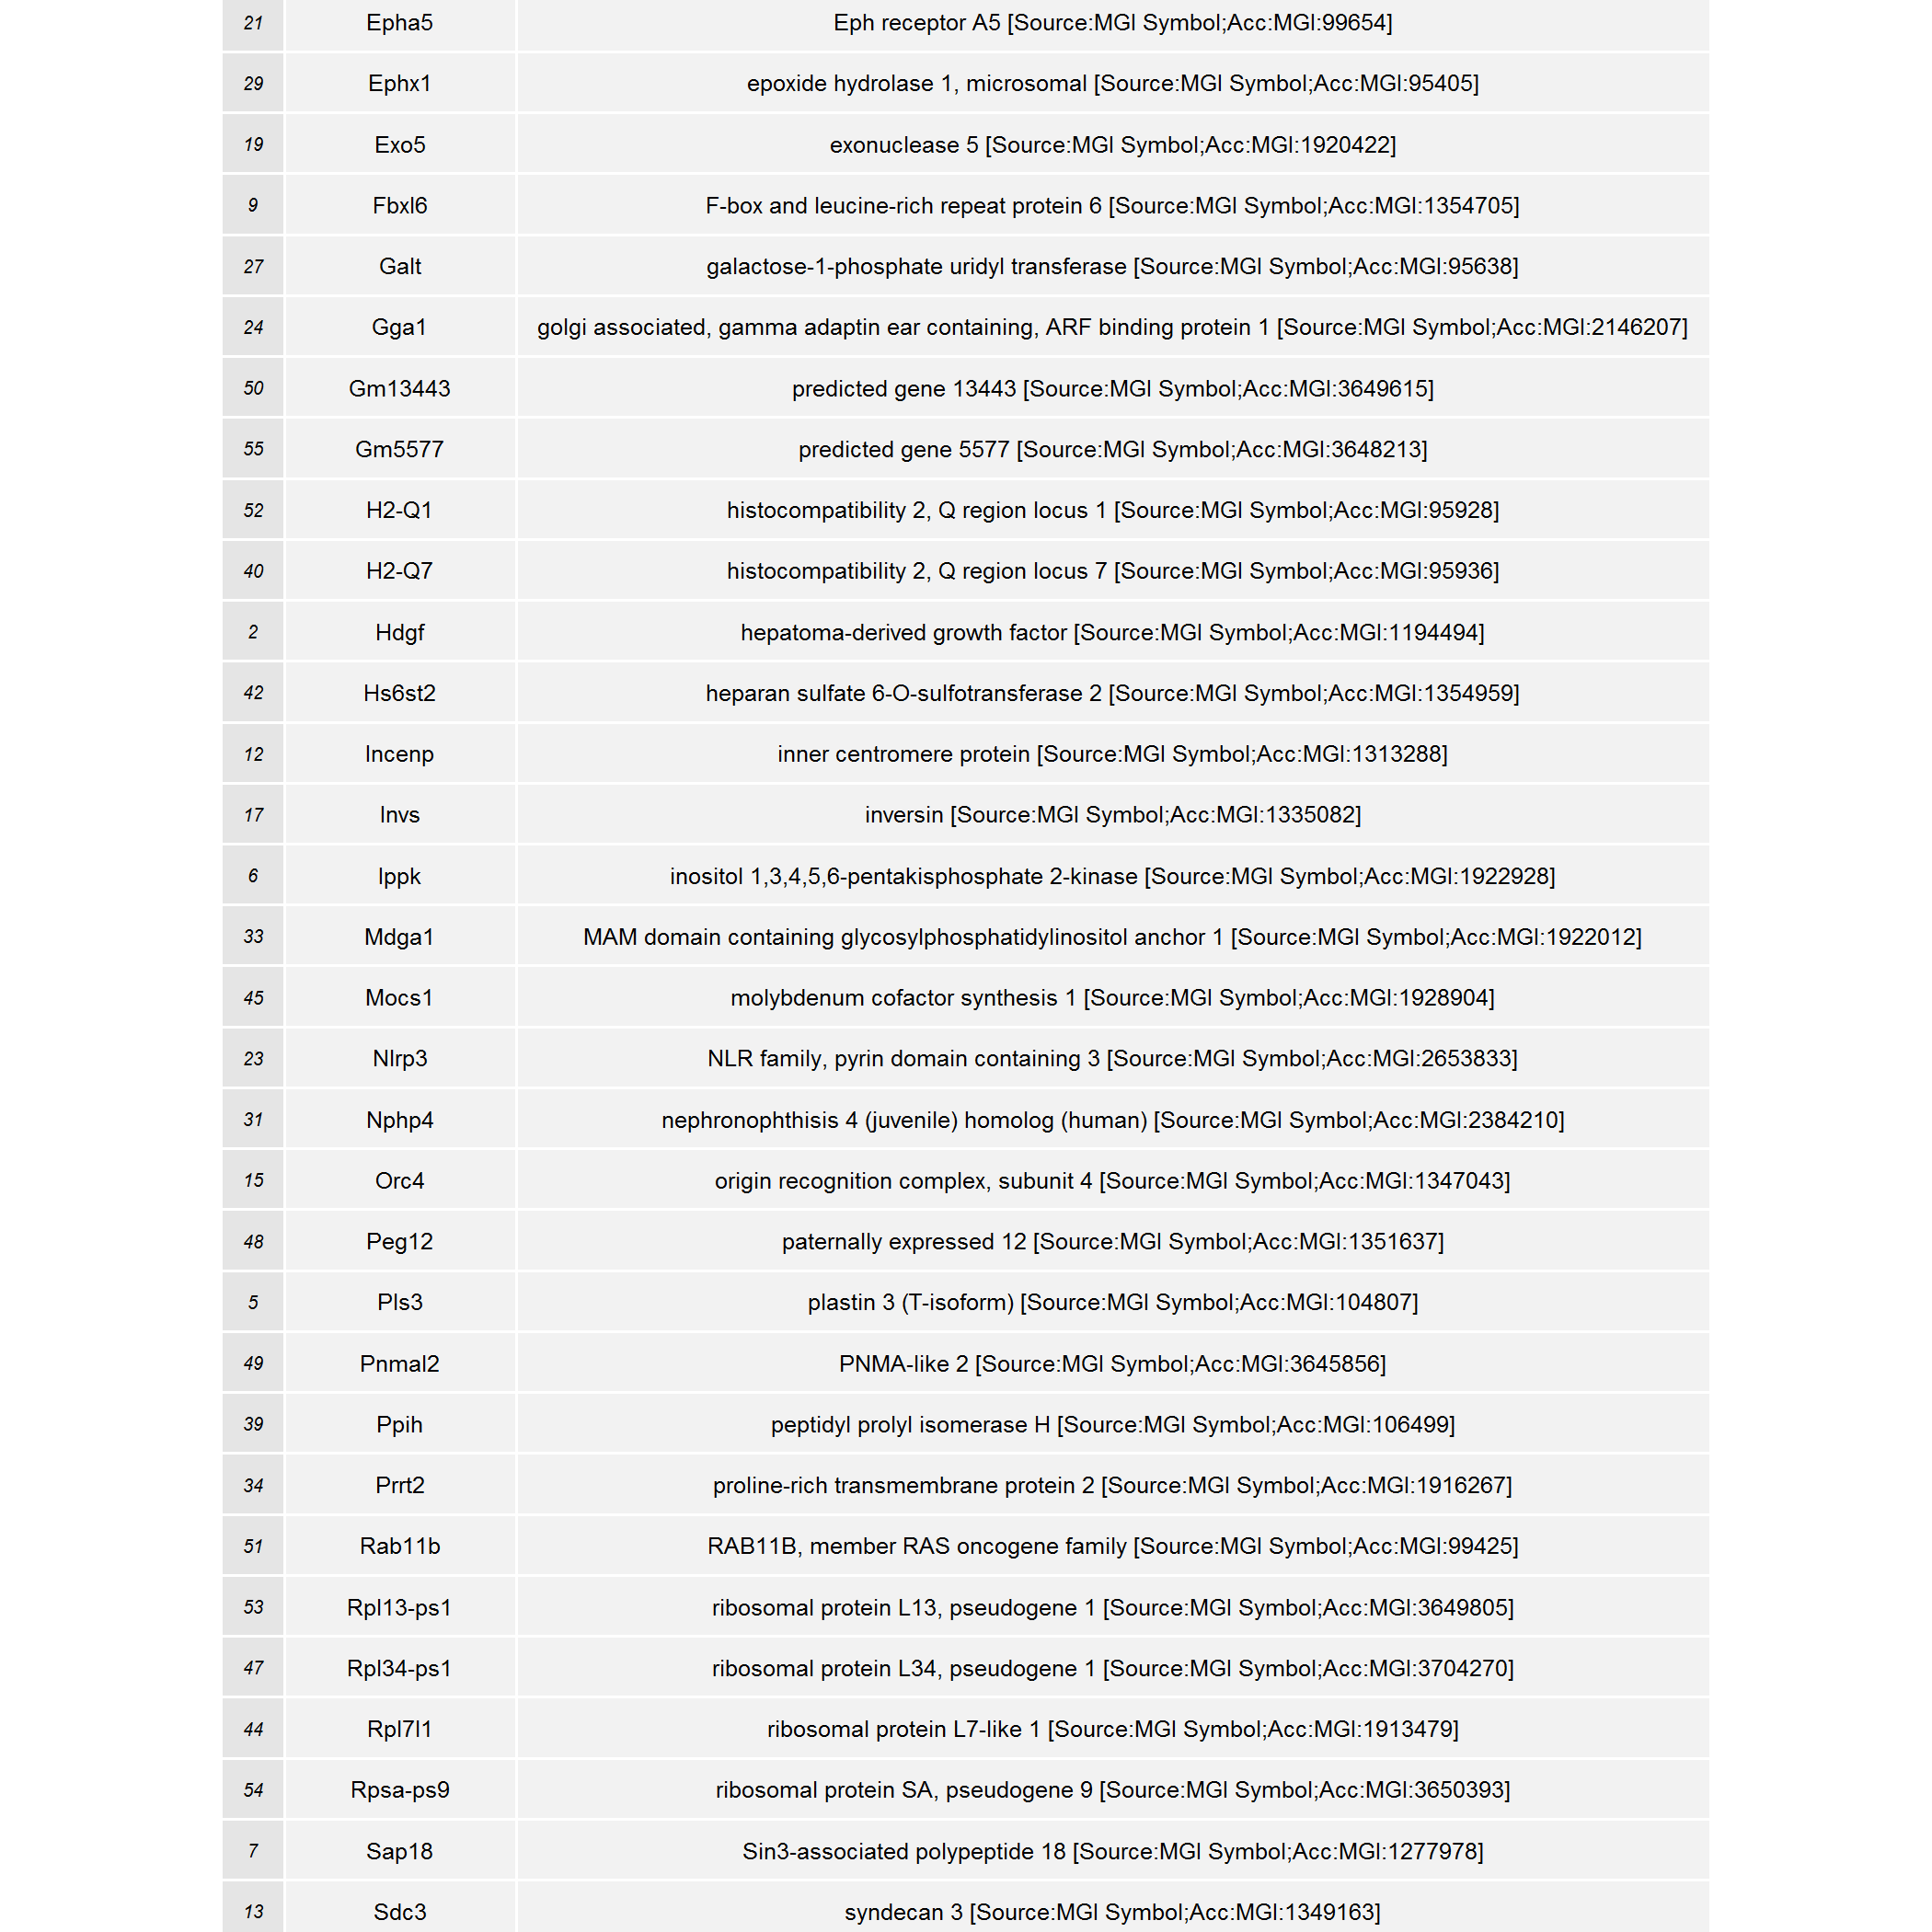 21 Epha5 Eph receptor A5 [Source:MGI Symbol;Acc:MGI:99654]
29 Ephx1 epoxide hydrolase 1, microsomal [Source:MGI Symbol;Acc:MGI:95405]
19 Exo5 exonuclease 5 [Source:MGI Symbol;Acc:MGI:1920422]
9 Fbxl6 F-box and leucine-rich repeat protein 6 [Source:MGI Symbol;Acc:MGI:1354705]
27 Galt galactose-1-phosphate uridyl transferase [Source:MGI Symbol;Acc:MGI:95638]
24 Gga1 golgi associated, gamma adaptin ear containing, ARF binding protein 1 [Source:MGI Symbol;Acc:MGI:2146207]
50 Gm13443 predicted gene 13443 [Source:MGI Symbol;Acc:MGI:3649615]
55 Gm5577 predicted gene 5577 [Source:MGI Symbol;Acc:MGI:3648213]
52 H2-Q1 histocompatibility 2, Q region locus 1 [Source:MGI Symbol;Acc:MGI:95928]
40 H2-Q7 histocompatibility 2, Q region locus 7 [Source:MGI Symbol;Acc:MGI:95936]
2 Hdgf hepatoma-derived growth factor [Source:MGI Symbol;Acc:MGI:1194494]
42 Hs6st2 heparan sulfate 6-O-sulfotransferase 2 [Source:MGI Symbol;Acc:MGI:1354959]
12 Incenp inner centromere protein [Source:MGI Symbol;Acc:MGI:1313288]
17 Invs inversin [Source:MGI Symbol;Acc:MGI:1335082]
6 Ippk inositol 1,3,4,5,6-pentakisphosphate 2-kinase [Source:MGI Symbol;Acc:MGI:1922928]
33 Mdga1 MAM domain containing glycosylphosphatidylinositol anchor 1 [Source:MGI Symbol;Acc:MGI:1922012]
45 Mocs1 molybdenum cofactor synthesis 1 [Source:MGI Symbol;Acc:MGI:1928904]
23 Nlrp3 NLR family, pyrin domain containing 3 [Source:MGI Symbol;Acc:MGI:2653833]
31 Nphp4 nephronophthisis 4 (juvenile) homolog (human) [Source:MGI Symbol;Acc:MGI:2384210]
15 Orc4 origin recognition complex, subunit 4 [Source:MGI Symbol;Acc:MGI:1347043]
48 Peg12 paternally expressed 12 [Source:MGI Symbol;Acc:MGI:1351637]
5 Pls3 plastin 3 (T-isoform) [Source:MGI Symbol;Acc:MGI:104807]
49 Pnmal2 PNMA-like 2 [Source:MGI Symbol;Acc:MGI:3645856]
39 Ppih peptidyl prolyl isomerase H [Source:MGI Symbol;Acc:MGI:106499]
34 Prrt2 proline-rich transmembrane protein 2 [Source:MGI Symbol;Acc:MGI:1916267]
51 Rab11b RAB11B, member RAS oncogene family [Source:MGI Symbol;Acc:MGI:99425]
53 Rpl13-ps1 ribosomal protein L13, pseudogene 1 [Source:MGI Symbol;Acc:MGI:3649805]
47 Rpl34-ps1 ribosomal protein L34, pseudogene 1 [Source:MGI Symbol;Acc:MGI:3704270]
44 Rpl7l1 ribosomal protein L7-like 1 [Source:MGI Symbol;Acc:MGI:1913479]
54 Rpsa-ps9 ribosomal protein SA, pseudogene 9 [Source:MGI Symbol;Acc:MGI:3650393]
7 Sap18 Sin3-associated polypeptide 18 [Source:MGI Symbol;Acc:MGI:1277978]
13 Sdc3 syndecan 3 [Source:MGI Symbol;Acc:MGI:1349163]